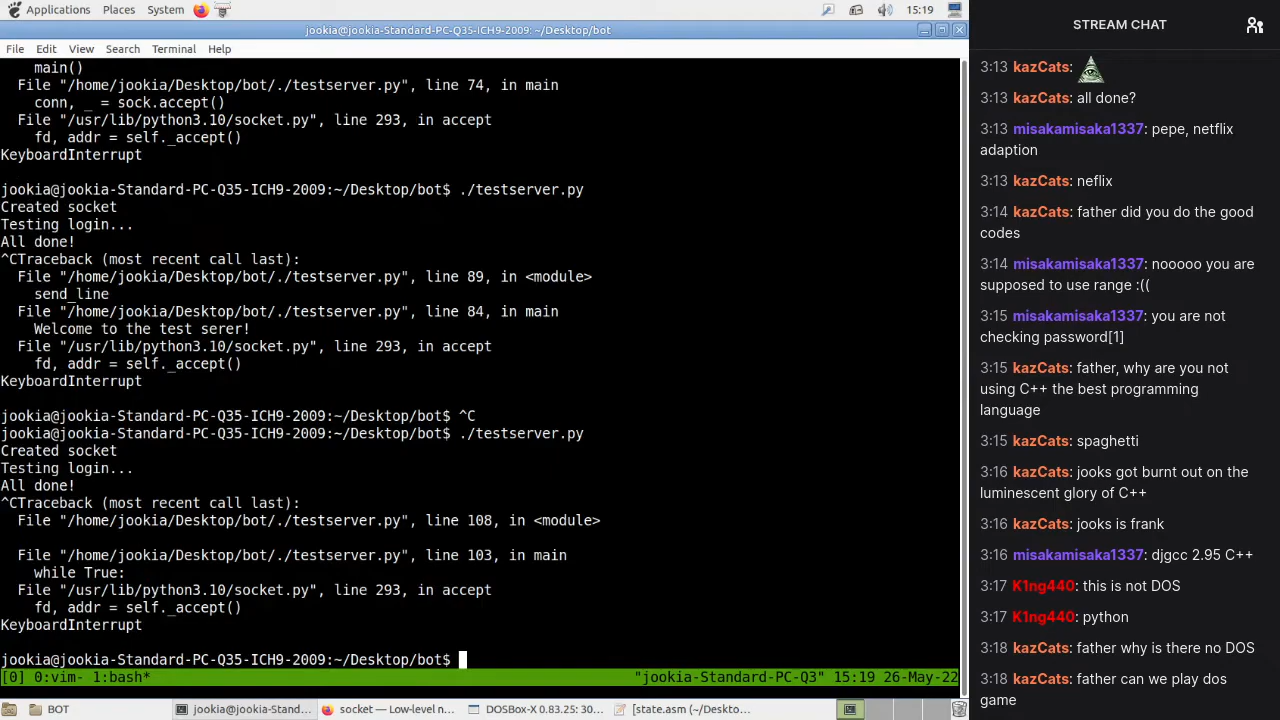 Applications Places System 15:19
jookia@jookia-Standard-PC-Q35-ICH9-2009: ~/Desktop/bot
File Edit View Search Terminal Help
main()
File "/home/jookia/Desktop/bot/./testserver.py", line 74, in main
conn, _ = sock.accept()
File "/usr/lib/python3.10/socket.py", line 293, in accept
fd, addr = self._accept()
KeyboardInterrupt
jookia@jookia-Standard-PC-Q35-ICH9-2009:~/Desktop/bot$ ./testserver.py
Created socket
Testing login...
All done!
^CTraceback (most recent call last):
File "/home/jookia/Desktop/bot/./testserver.py", line 89, in <module>
send_line
File "/home/jookia/Desktop/bot/./testserver.py", line 84, in main
Welcome to the test serer!
File "/usr/lib/python3.10/socket.py", line 293, in accept
fd, addr = self._accept()
KeyboardInterrupt
jookia@jookia-Standard-PC-Q35-ICH9-2009:~/Desktop/bot$ ^C
jookia@jookia-Standard-PC-Q35-ICH9-2009:~/Desktop/bot$ ./testserver.py
Created socket
Testing login...
All done!
^CTraceback (most recent call last):
File "/home/jookia/Desktop/bot/./testserver.py", line 108, in <module>
File "/home/jookia/Desktop/bot/./testserver.py", line 103, in main
while True:
File "/usr/lib/python3.10/socket.py", line 293, in accept
fd, addr = self._accept()
KeyboardInterrupt
jookia@jookia-Standard-PC-Q35-ICH9-2009:~/Desktop/bot$
[0] 0:vim- 1:bash* "jookia-Standard-PC-Q3" 15:19 26-May-22
BOT jookia@jookia-Stand... socket — Low-level n... DOSBox-X 0.83.25: 30... [state.asm (~/Deskto...
STREAM CHAT
3:13 kazCats:
3:13 kazCats: all done?
3:13 misakamisaka1337: pepe, netflix
adaption
3:13 kazCats: neflix
3:14 kazCats: father did you do the good
codes
3:14 misakamisaka1337: nooooo you are
supposed to use range :((
3:15 misakamisaka1337: you are not
checking password[1]
3:15 kazCats: father, why are you not
using C++ the best programming
language
3:15 kazCats: spaghetti
3:16 kazCats: jooks got burnt out on the
luminescent glory of C++
3:16 kazCats: jooks is frank
3:16 misakamisaka1337: djgcc 2.95 C++
3:17 K1ng440: this is not DOS
3:17 K1ng440: python
3:18 kazCats: father why is there no DOS
3:18 kazCats: father can we play dos
game